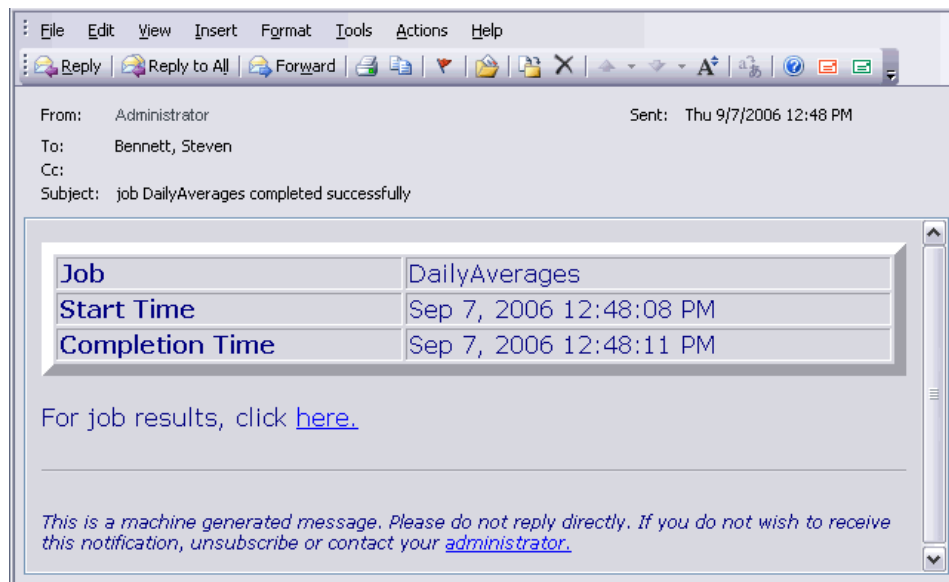 File Edit View Insert Format Tools Actions Help
Reply Reply to All Forward
From: Administrator Sent: Thu 9/7/2006 12:48 PM
To: Bennett, Steven
Cc:
Subject: job DailyAverages completed successfully
Job DailyAverages
Start Time Sep 7, 2006 12:48:08 PM
Completion Time Sep 7, 2006 12:48:11 PM
For job results, click here.
This is a machine generated message. Please do not reply directly. If you do not wish to receive
this notification, unsubscribe or contact your administrator.